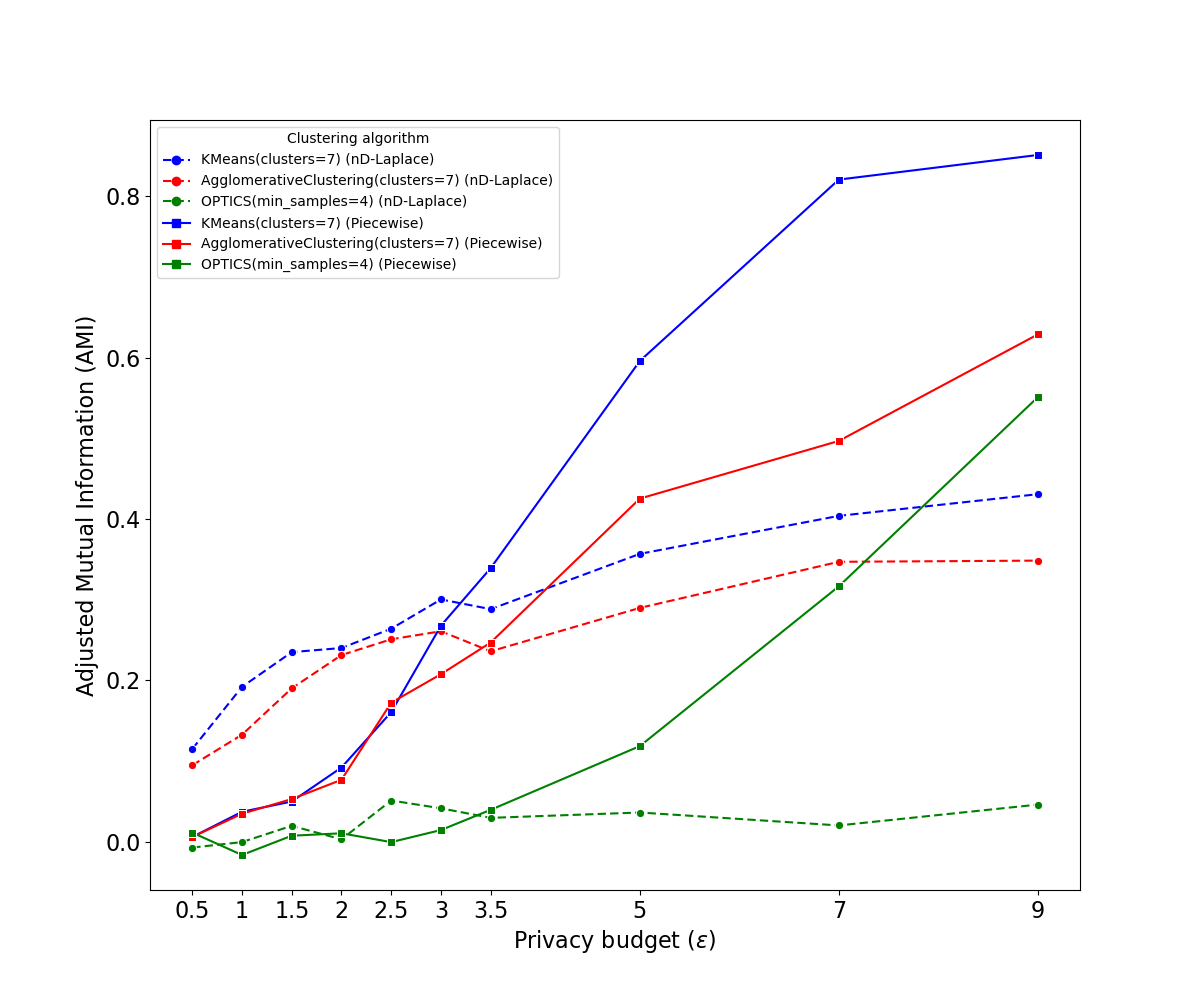 Clustering algorithm
KMeans(clusters=7) (nD-Laplace)
AgglomerativeClustering(clusters=7) (nD-Laplace)
OPTICS(min_samples=4) (nD-Laplace)
KMeans(clusters=7) (Piecewise)
AgglomerativeClustering(clusters=7) (Piecewise)
OPTICS(min_samples=4) (Piecewise)
Adjusted Mutual Information (AMI)
0.8
0.6
0.4
0.2
0.0
0.5 1 1.5 2 2.5 3 3.5 5 7 9
Privacy budget (ε)